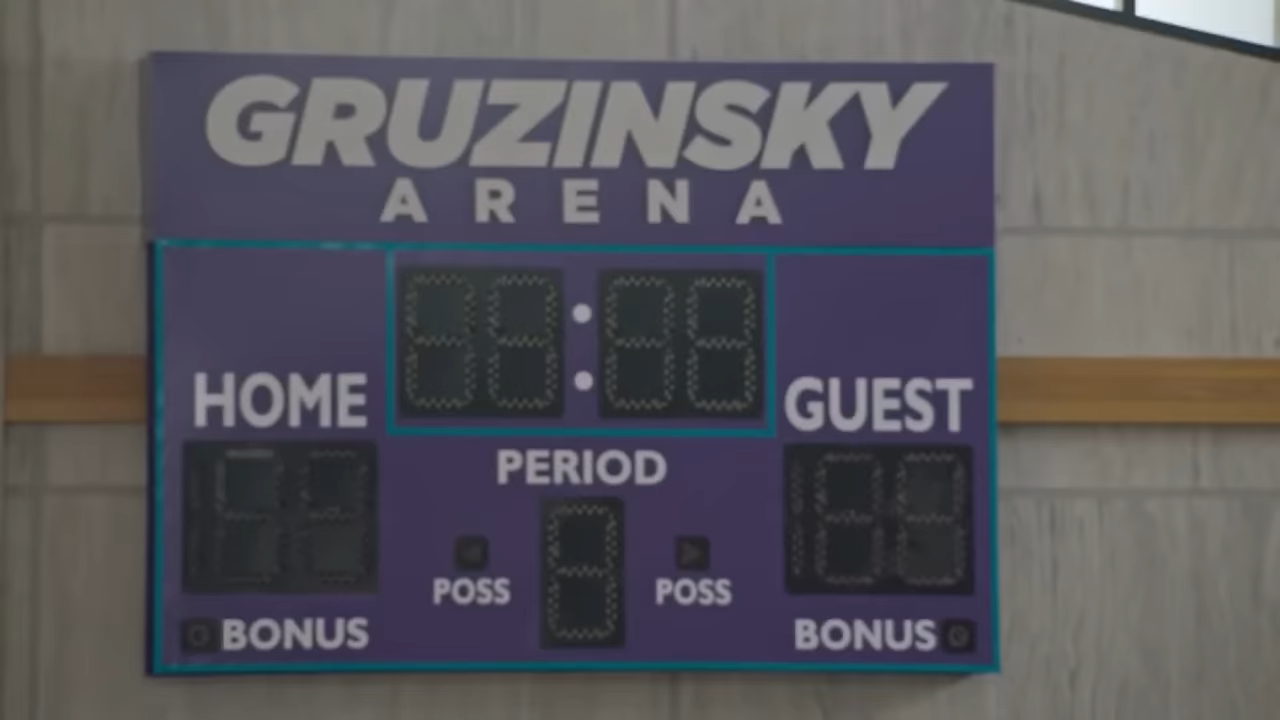 GRUZINSKY
ARENA
HOME
GUEST
PERIOD
POSS
POSS
BONUS
BONUS